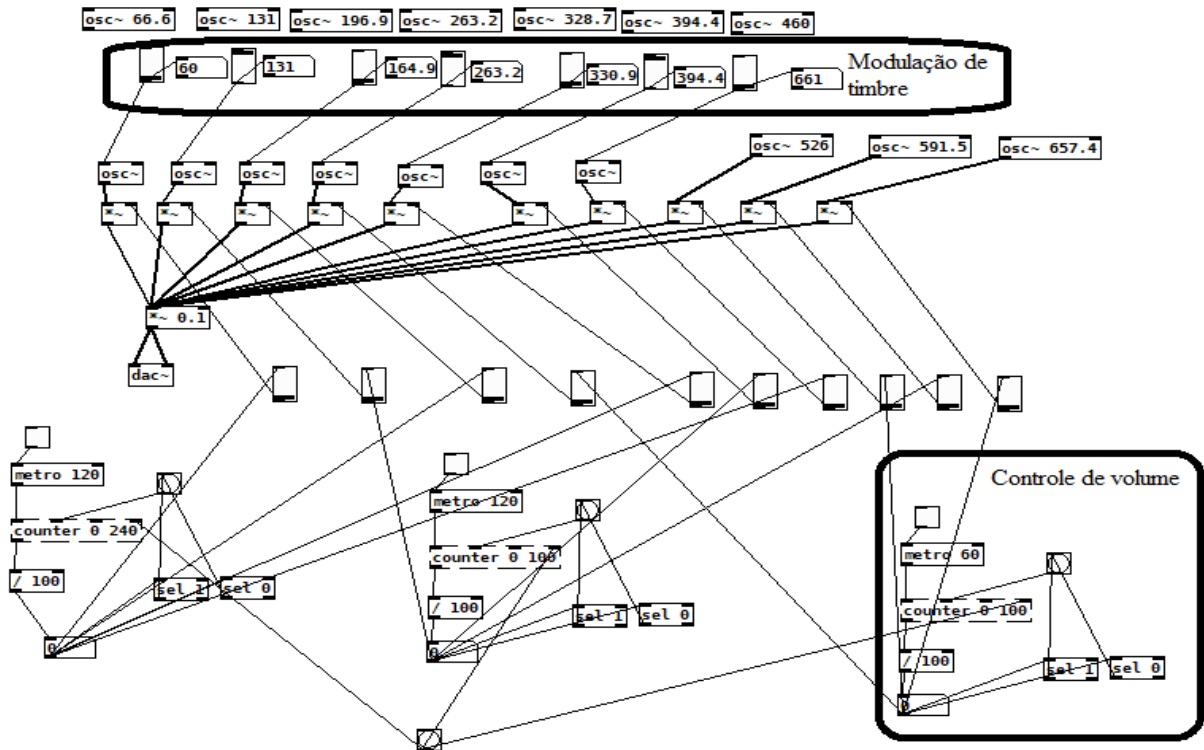 osc~ 66.6 osc~ 131 osc~ 196.9 osc~ 263.2 osc~ 328.7 osc~ 394.4 osc~ 460
60 131 164.9 263.2 330.9 394.4 661
Modulação de
timbre
osc~ 526 osc~ 591.5 osc~ 657.4
osc~ osc~ osc~ osc~ osc~ osc~ osc~
*~ *~ *~ *~ *~ *~ *~ *~ *~ *~
*~ 0.1
dac~
metro 120
counter 0 240
/ 100
sel 1 sel 0
0
metro 120
counter 0 100
/ 100
sel 1 sel 0
0
Controle de volume
metro 60
counter 0 100
/ 100
sel 1 sel 0
0